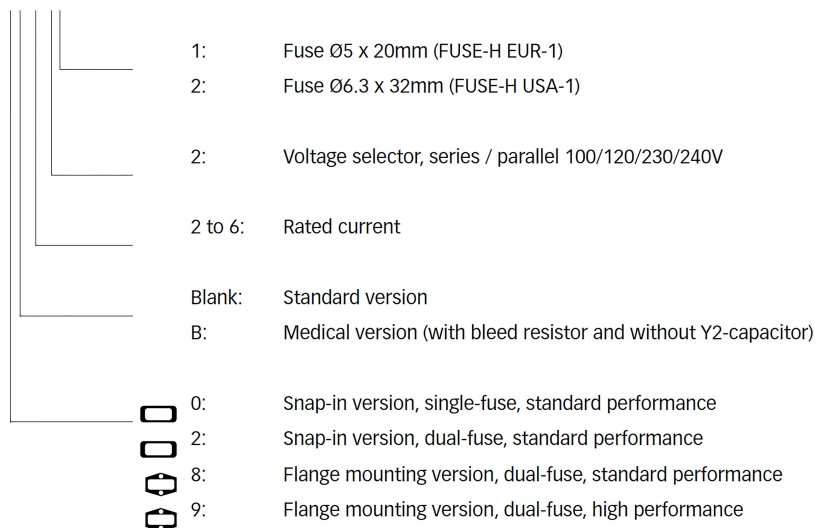 1: Fuse Ø5 x 20mm (FUSE-H EUR-1)
2: Fuse Ø6.3 x 32mm (FUSE-H USA-1)
2: Voltage selector, series / parallel 100/120/230/240V
2 to 6: Rated current
Blank: Standard version
B: Medical version (with bleed resistor and without Y2-capacitor)
0: Snap-in version, single-fuse, standard performance
2: Snap-in version, dual-fuse, standard performance
8: Flange mounting version, dual-fuse, standard performance
9: Flange mounting version, dual-fuse, high performance